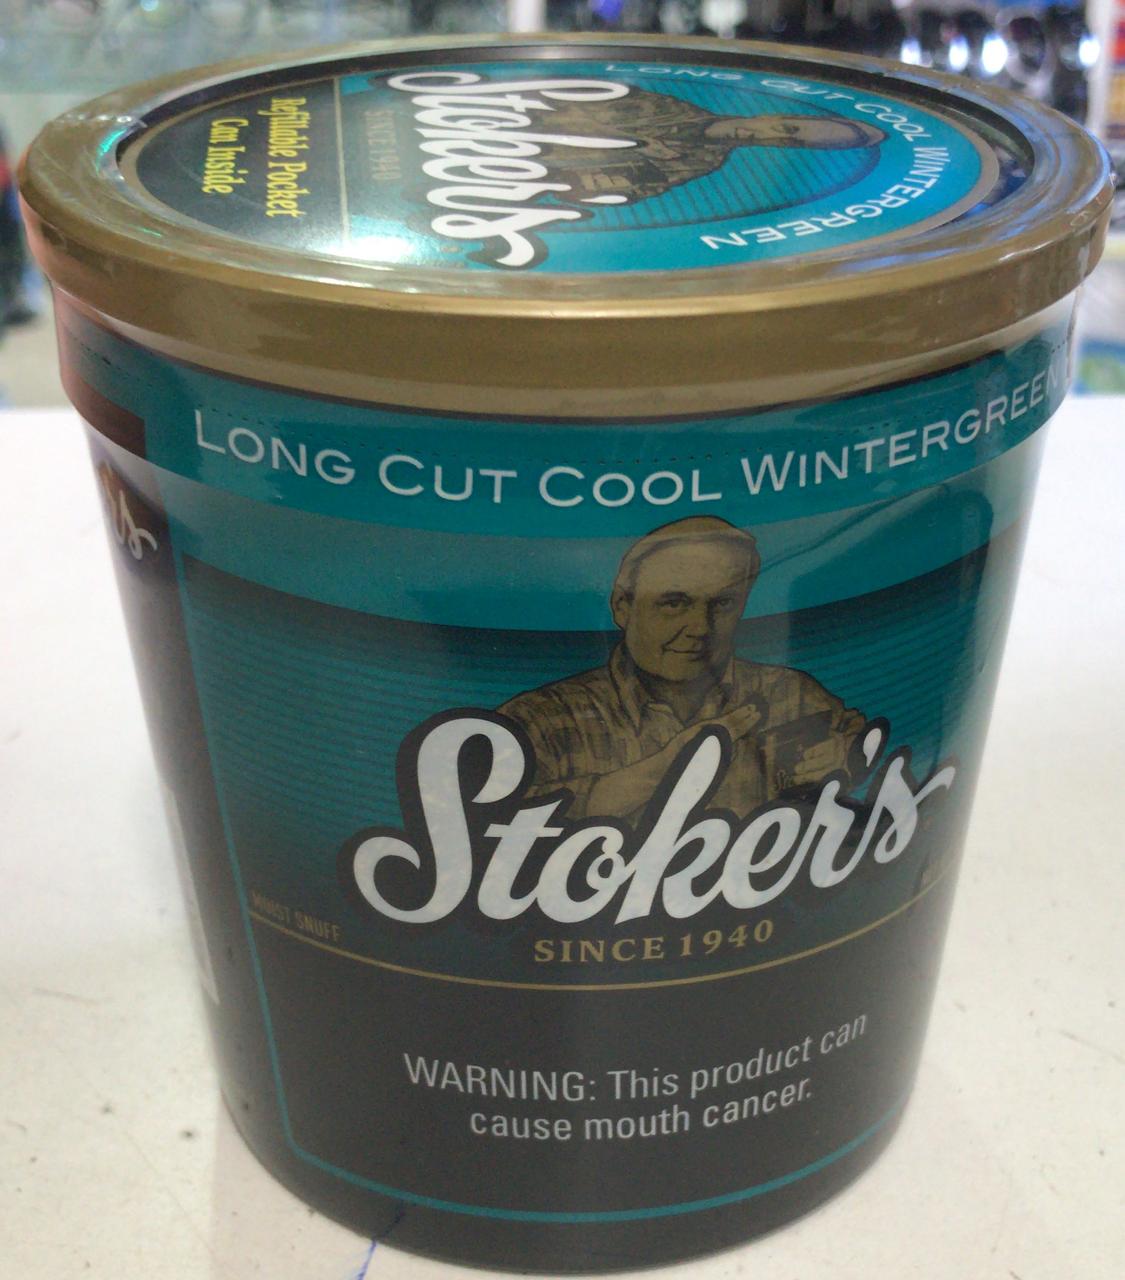 LONG CUT COOL WINTERGREEN
Stoker's
SINCE 1940
Refillable Pocket
Can Inside
LONG CUT COOL WINTERGREEN
Stoker's
SINCE 1940
MOIST SNUFF
WARNING: This product can
cause mouth cancer.